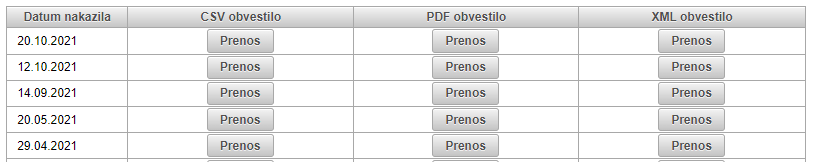 Datum nakazila CSV obvestilo PDF obvestilo XML obvestilo
20.10.2021 Prenos Prenos Prenos
12.10.2021 Prenos Prenos Prenos
14.09.2021 Prenos Prenos Prenos
20.05.2021 Prenos Prenos Prenos
29.04.2021 Prenos Prenos Prenos